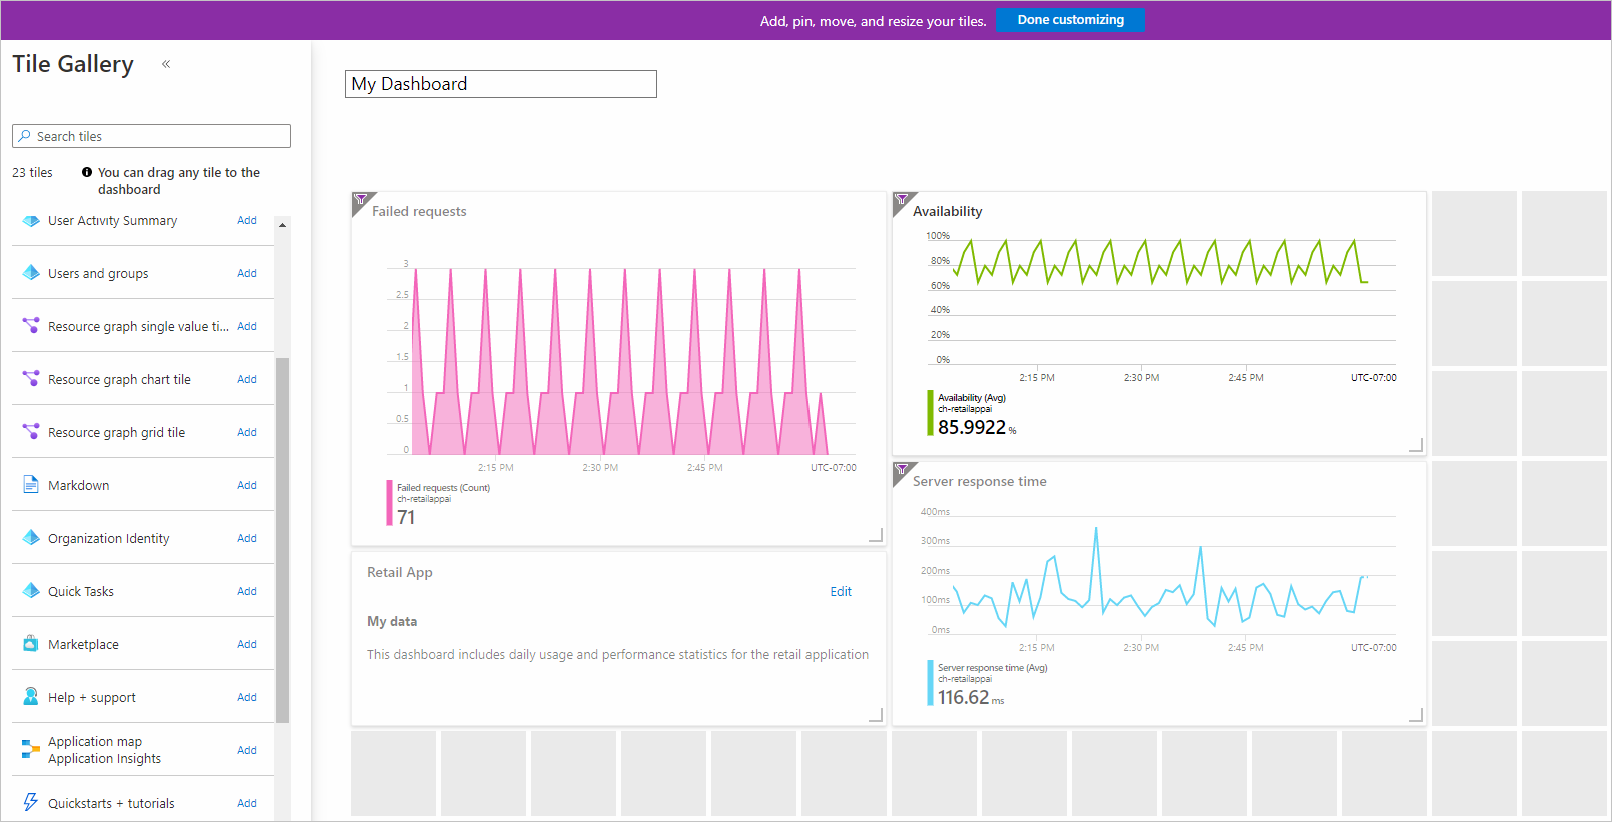 Add, pin, move, and resize your tiles.
Done customizing
Tile Gallery
«
My Dashboard
Search tiles
23 tiles
You can drag any tile to the
dashboard
User Activity Summary Add
Users and groups Add
Resource graph single value ti... Add
Resource graph chart tile Add
Resource graph grid tile Add
Markdown Add
Organization Identity Add
Quick Tasks Add
Marketplace Add
Help + support Add
Application map
Application Insights Add
Quickstarts + tutorials Add
Failed requests
3
2.5
2
1.5
1
0.5
0
2:15 PM 2:30 PM 2:45 PM UTC-07:00
Failed requests (Count)
ch-retailappai
71
Retail App
Edit
My data
This dashboard includes daily usage and performance statistics for the retail application
Availability
100%
80%
60%
40%
20%
0%
2:15 PM 2:30 PM 2:45 PM UTC-07:00
Availability (Avg)
ch-retailappai
85.9922 %
Server response time
400ms
300ms
200ms
100ms
0ms
2:15 PM 2:30 PM 2:45 PM UTC-07:00
Server response time (Avg)
ch-retailappai
116.62 ms